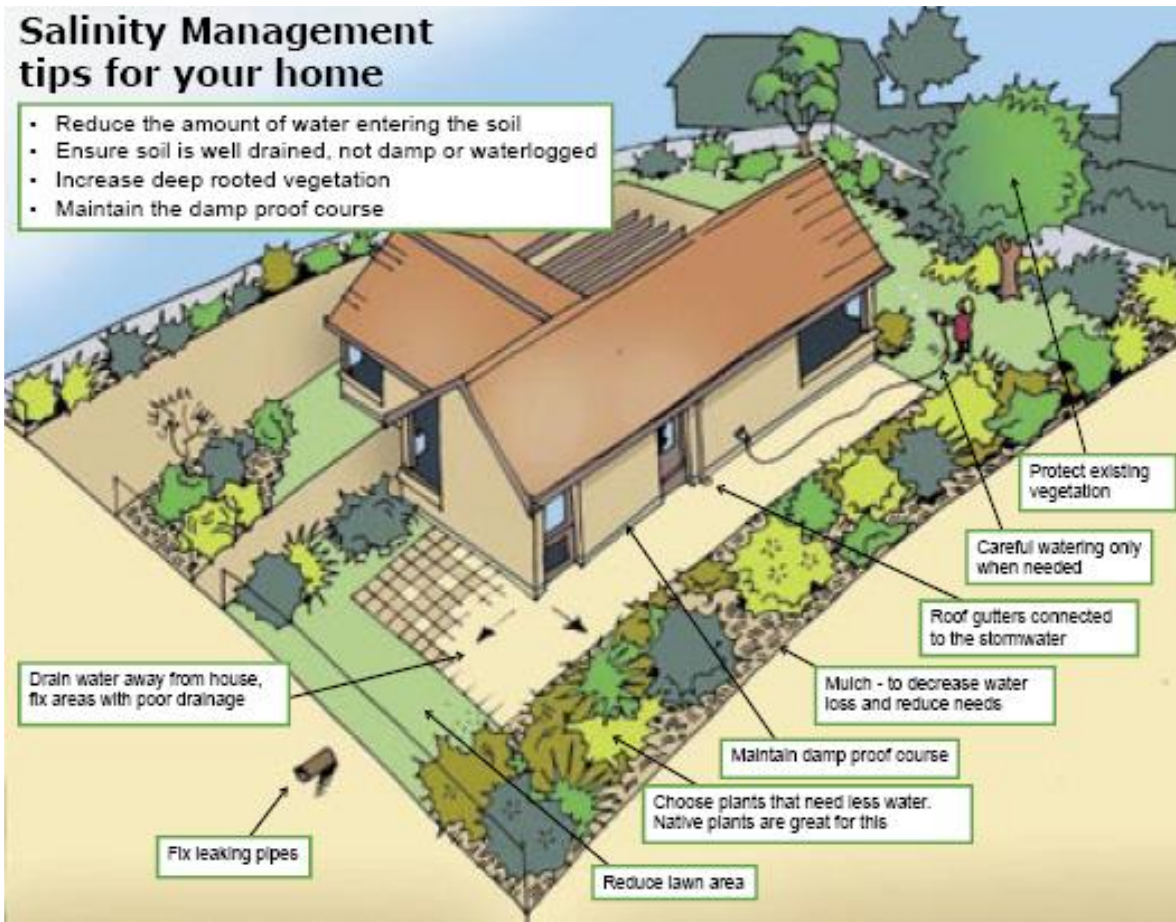 Salinity Management
tips for your home
• Reduce the amount of water entering the soil
• Ensure soil is well drained, not damp or waterlogged
• Increase deep rooted vegetation
• Maintain the damp proof course
Protect existing
vegetation
Careful watering only
when needed
Roof gutters connected
to the stormwater
Drain water away from house,
fix areas with poor drainage
Mulch - to decrease water
loss and reduce needs
Maintain damp proof course
Choose plants that need less water.
Native plants are great for this
Fix leaking pipes
Reduce lawn area